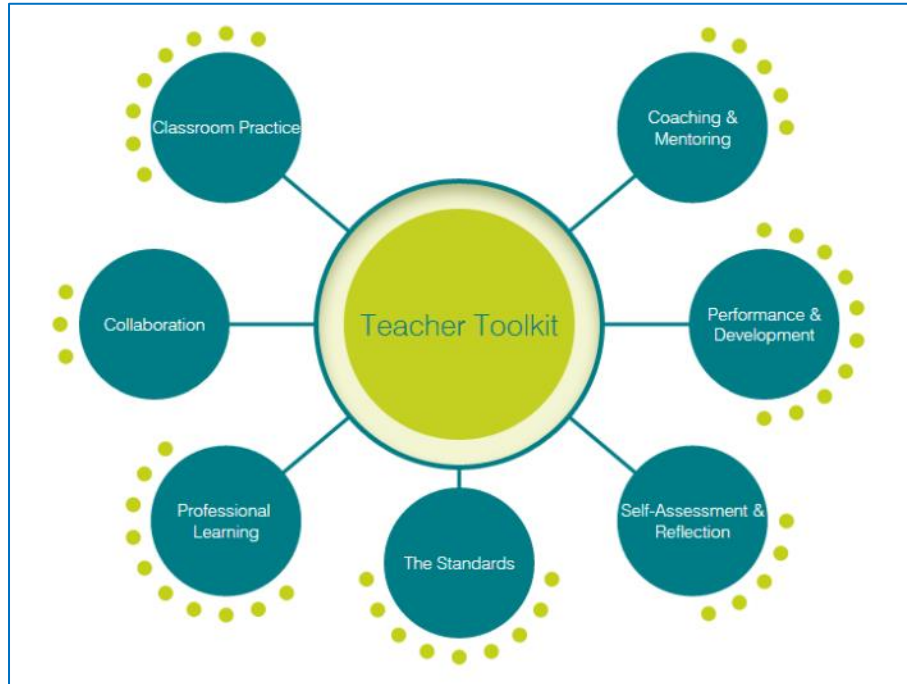 Classroom Practice
Coaching &
Mentoring
Collaboration
Teacher Toolkit
Performance &
Development
Professional
Learning
The Standards
Self-Assessment &
Reflection